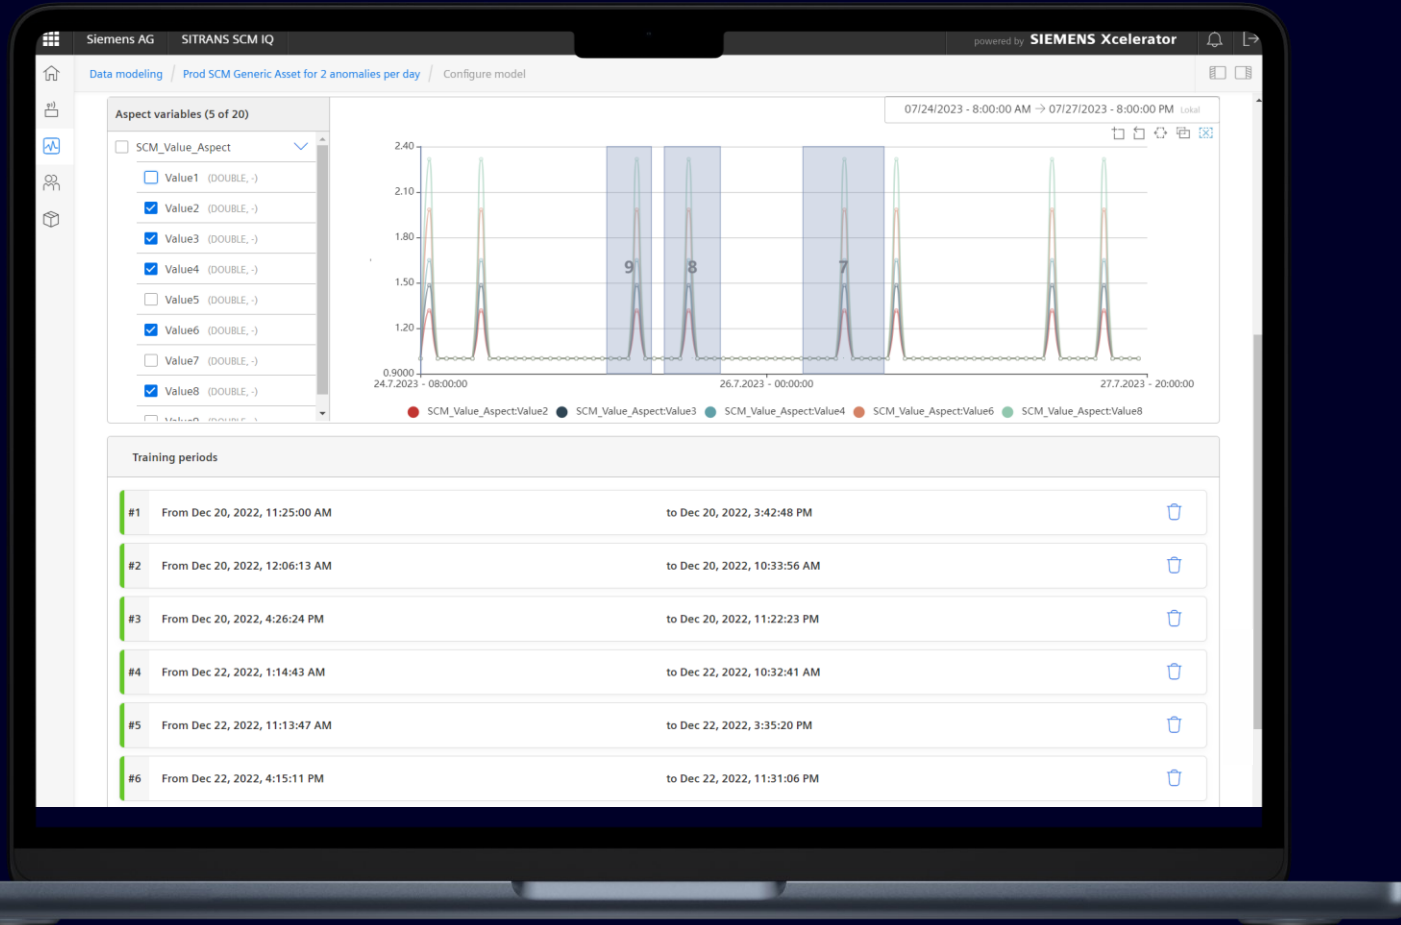 Siemens AG SITRANS SCM IQ powered by SIEMENS Xcelerator
Data modeling / Prod SCM Generic Asset for 2 anomalies per day / Configure model
Aspect variables (5 of 20)
SCM_Value_Aspect
Value1 (DOUBLE, -)
Value2 (DOUBLE, -)
Value3 (DOUBLE, -)
Value4 (DOUBLE, -)
Value5 (DOUBLE, -)
Value6 (DOUBLE, -)
Value7 (DOUBLE, -)
Value8 (DOUBLE, -)
07/24/2023 - 8:00:00 AM → 07/27/2023 - 8:00:00 PM Lokal
2.40
2.10
1.80
1.50
1.20
0.9000
9 8 7
24.7.2023 - 08:00:00 26.7.2023 - 00:00:00 27.7.2023 - 20:00:00
SCM_Value_Aspect:Value2 SCM_Value_Aspect:Value3 SCM_Value_Aspect:Value4 SCM_Value_Aspect:Value6 SCM_Value_Aspect:Value8
Training periods
#1 From Dec 20, 2022, 11:25:00 AM to Dec 20, 2022, 3:42:48 PM
#2 From Dec 20, 2022, 12:06:13 AM to Dec 20, 2022, 10:33:56 AM
#3 From Dec 20, 2022, 4:26:24 PM to Dec 20, 2022, 11:22:23 PM
#4 From Dec 22, 2022, 1:14:43 AM to Dec 22, 2022, 10:32:41 AM
#5 From Dec 22, 2022, 11:13:47 AM to Dec 22, 2022, 3:35:20 PM
#6 From Dec 22, 2022, 4:15:11 PM to Dec 22, 2022, 11:31:06 PM